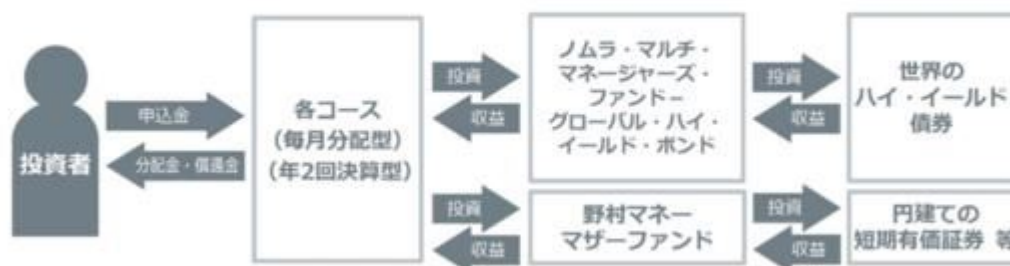 投資者
申込金
分配金・償還金
各コース
（毎月分配型）
（年2回決算型）
投資
収益
ノムラ・マルチ・
マネージャーズ・
ファンド－
グローバル・ハイ・
イールド・ボンド
投資
収益
世界の
ハイ・イールド
債券
投資
収益
野村マネー
マザーファンド
投資
収益
円建ての
短期有価証券 等